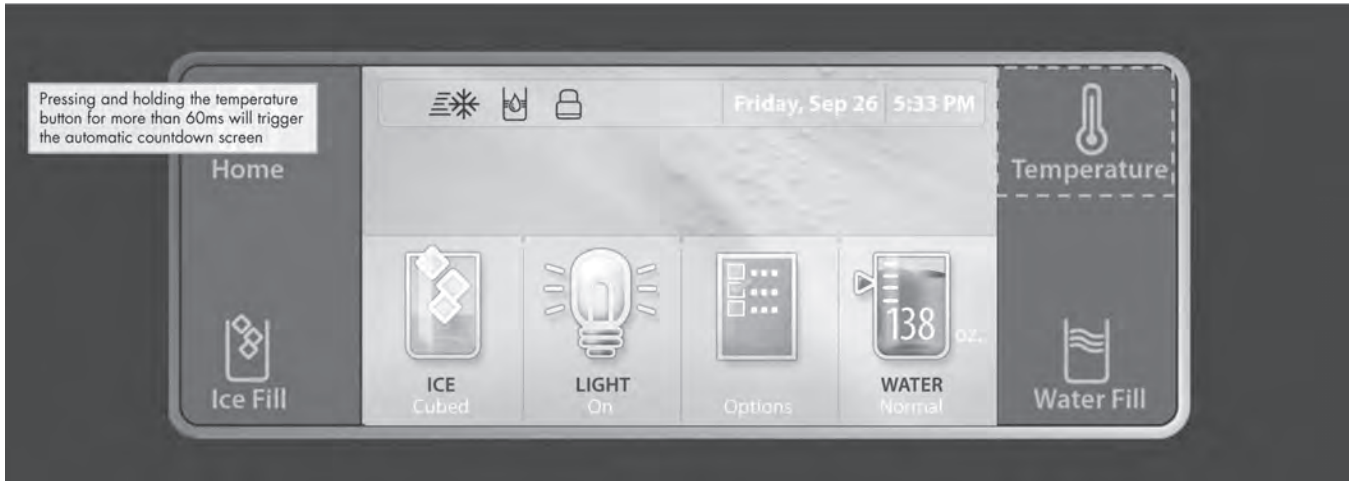 Pressing and holding the temperature
button for more than 60ms will trigger
the automatic countdown screen
Friday, Sep 26 5:33 PM
Home
Temperature
138 oz.
ICE
Cubed
LIGHT
On
Options
WATER
Normal
Ice Fill
Water Fill